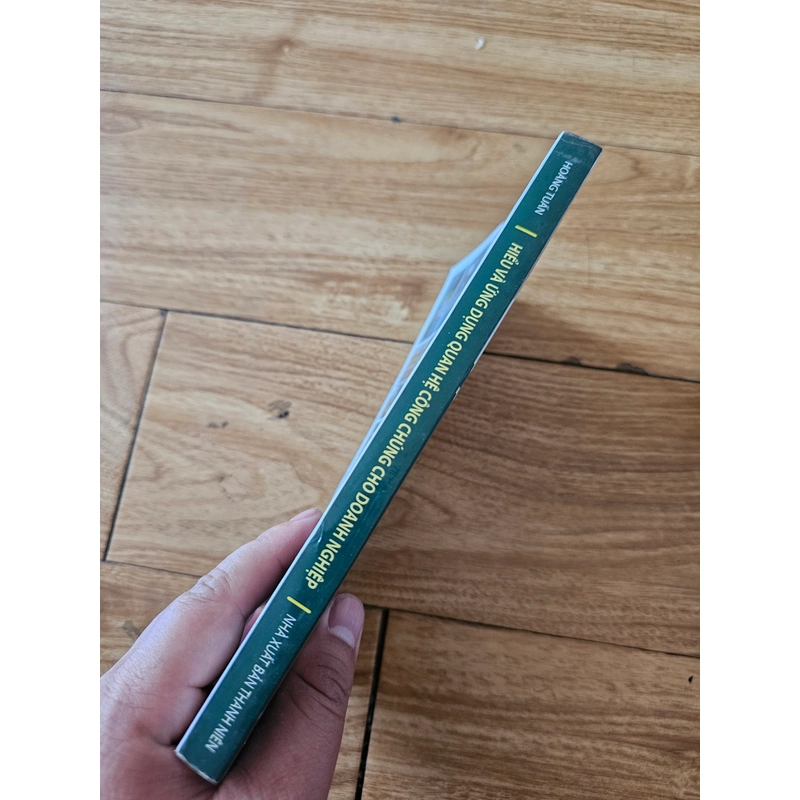 HOÀNG TUẤN
HIỂU VÀ ỨNG DỤNG QUAN HỆ CÔNG CHÚNG CHO DOANH NGHIỆP
NHÀ XUẤT BẢN THANH NIÊN